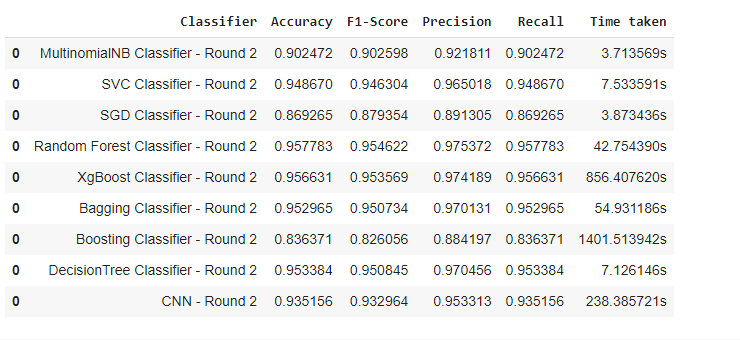 Classifier Accuracy F1-Score Precision Recall Time taken
0 MultinomialNB Classifier - Round 2 0.902472 0.902598 0.921811 0.902472 3.713569s
0 SVC Classifier - Round 2 0.948670 0.946304 0.965018 0.948670 7.533591s
0 SGD Classifier - Round 2 0.869265 0.879354 0.891305 0.869265 3.873436s
0 Random Forest Classifier - Round 2 0.957783 0.954622 0.975372 0.957783 42.754390s
0 XgBoost Classifier - Round 2 0.956631 0.953569 0.974189 0.956631 856.407620s
0 Bagging Classifier - Round 2 0.952965 0.950734 0.970131 0.952965 54.931186s
0 Boosting Classifier - Round 2 0.836371 0.826056 0.884197 0.836371 1401.513942s
0 DecisionTree Classifier - Round 2 0.953384 0.950845 0.970456 0.953384 7.126146s
0 CNN - Round 2 0.935156 0.932964 0.953313 0.935156 238.385721s